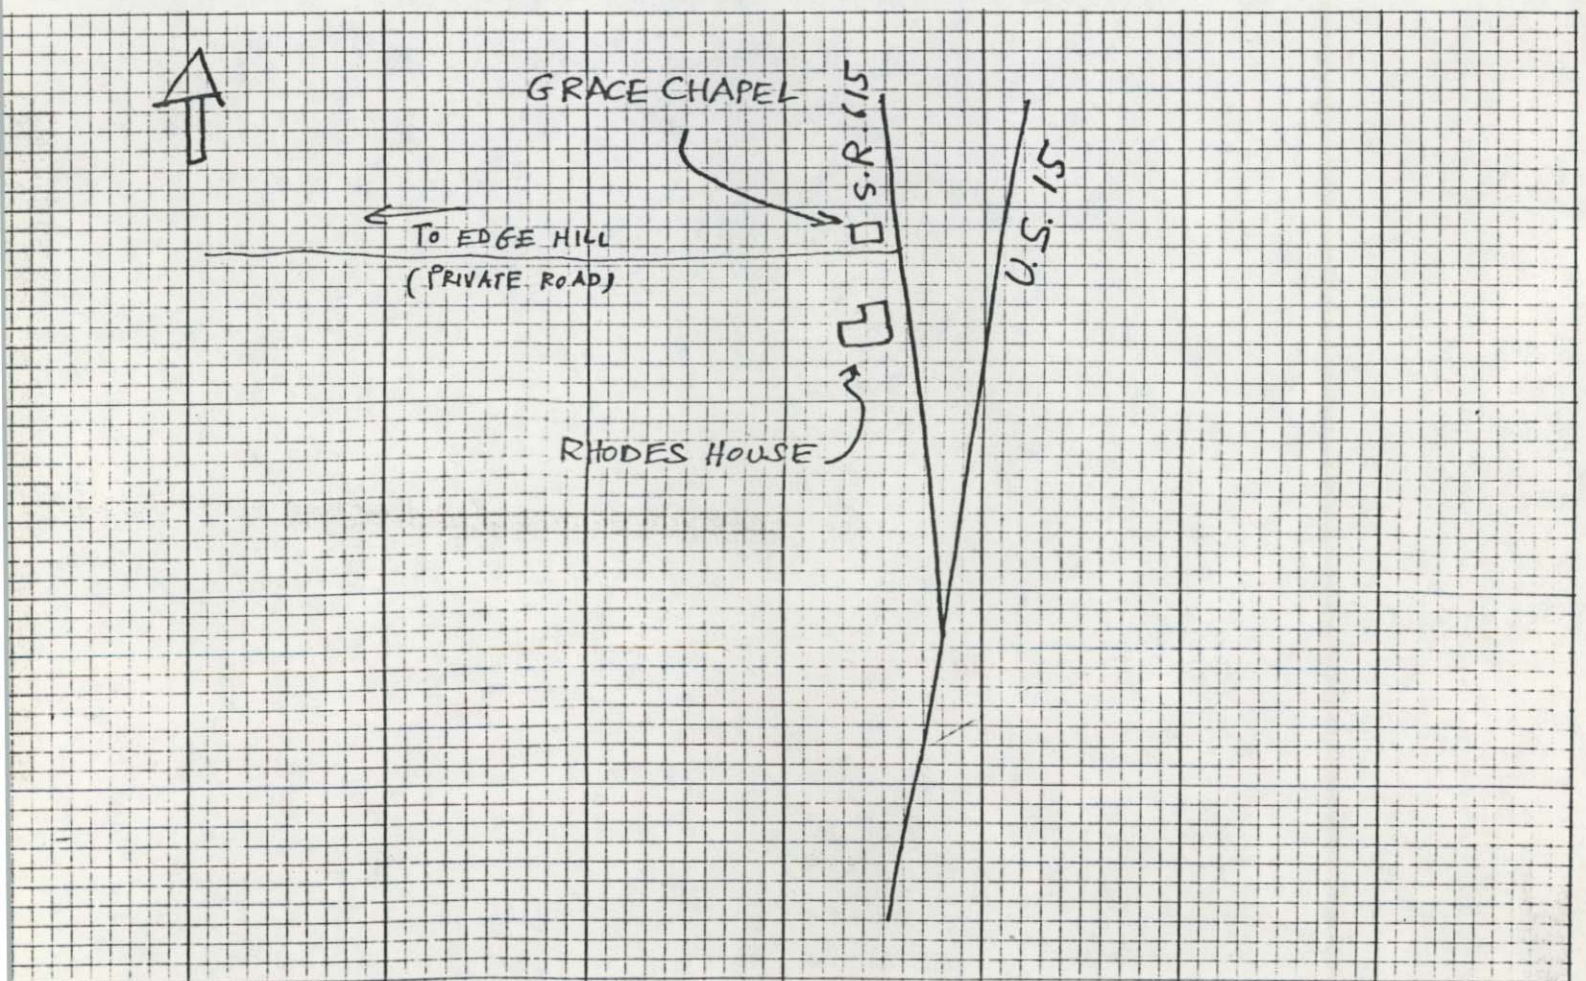 GRACE CHAPEL
S.R. 615
U.S. 15
TO EDGE HILL
(PRIVATE ROAD)
RHODES HOUSE